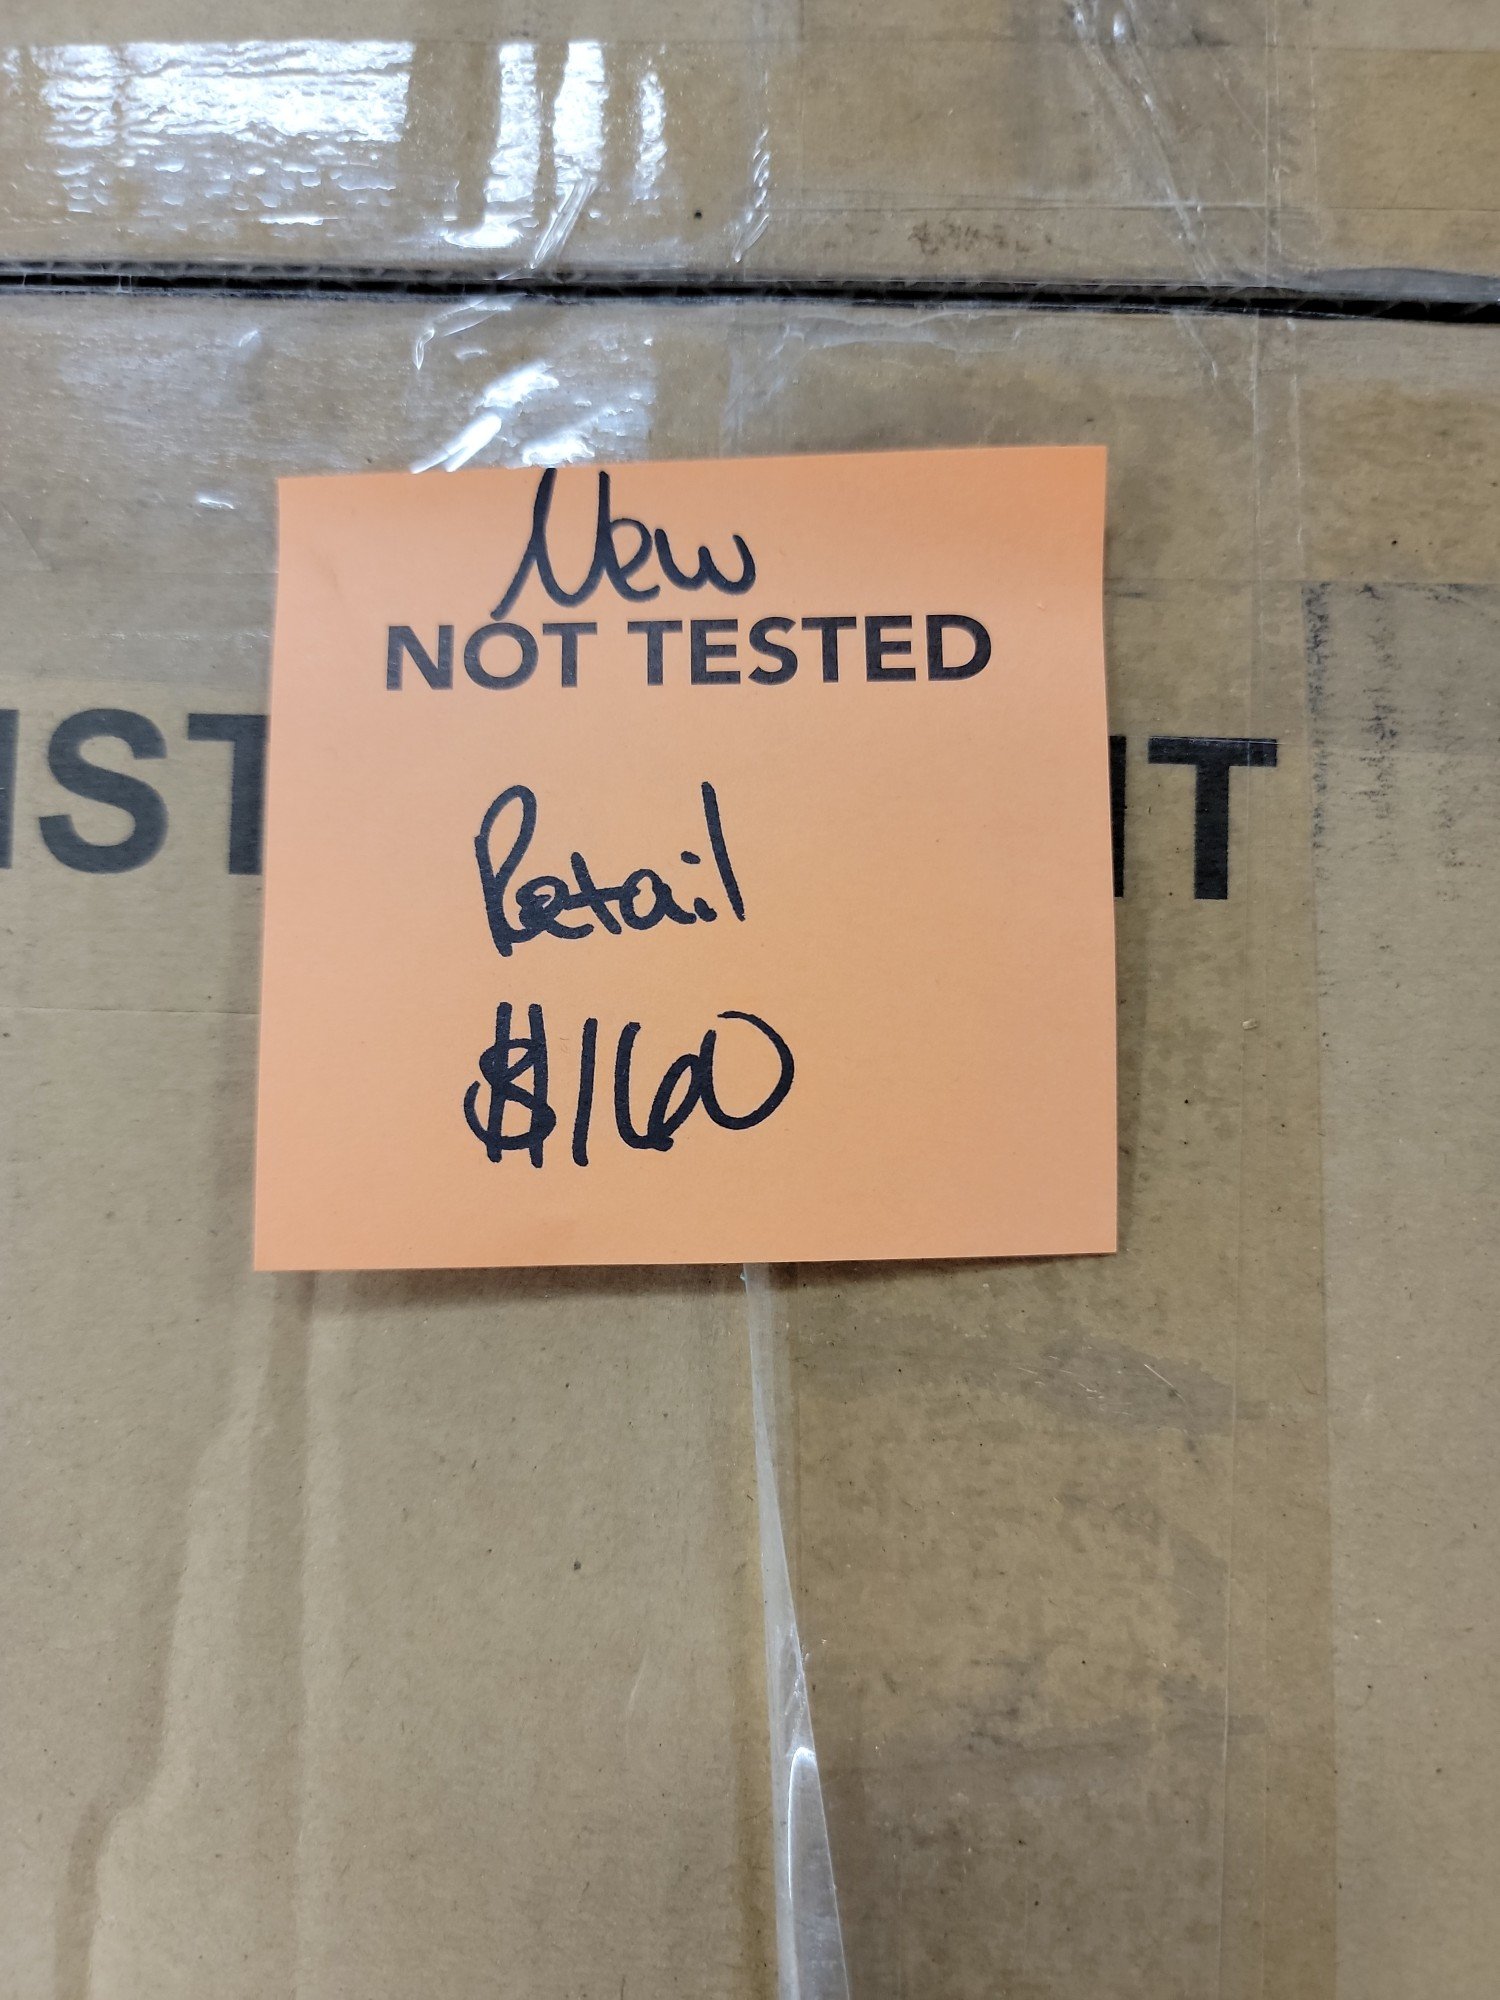 New
NOT TESTED
Retail
$160